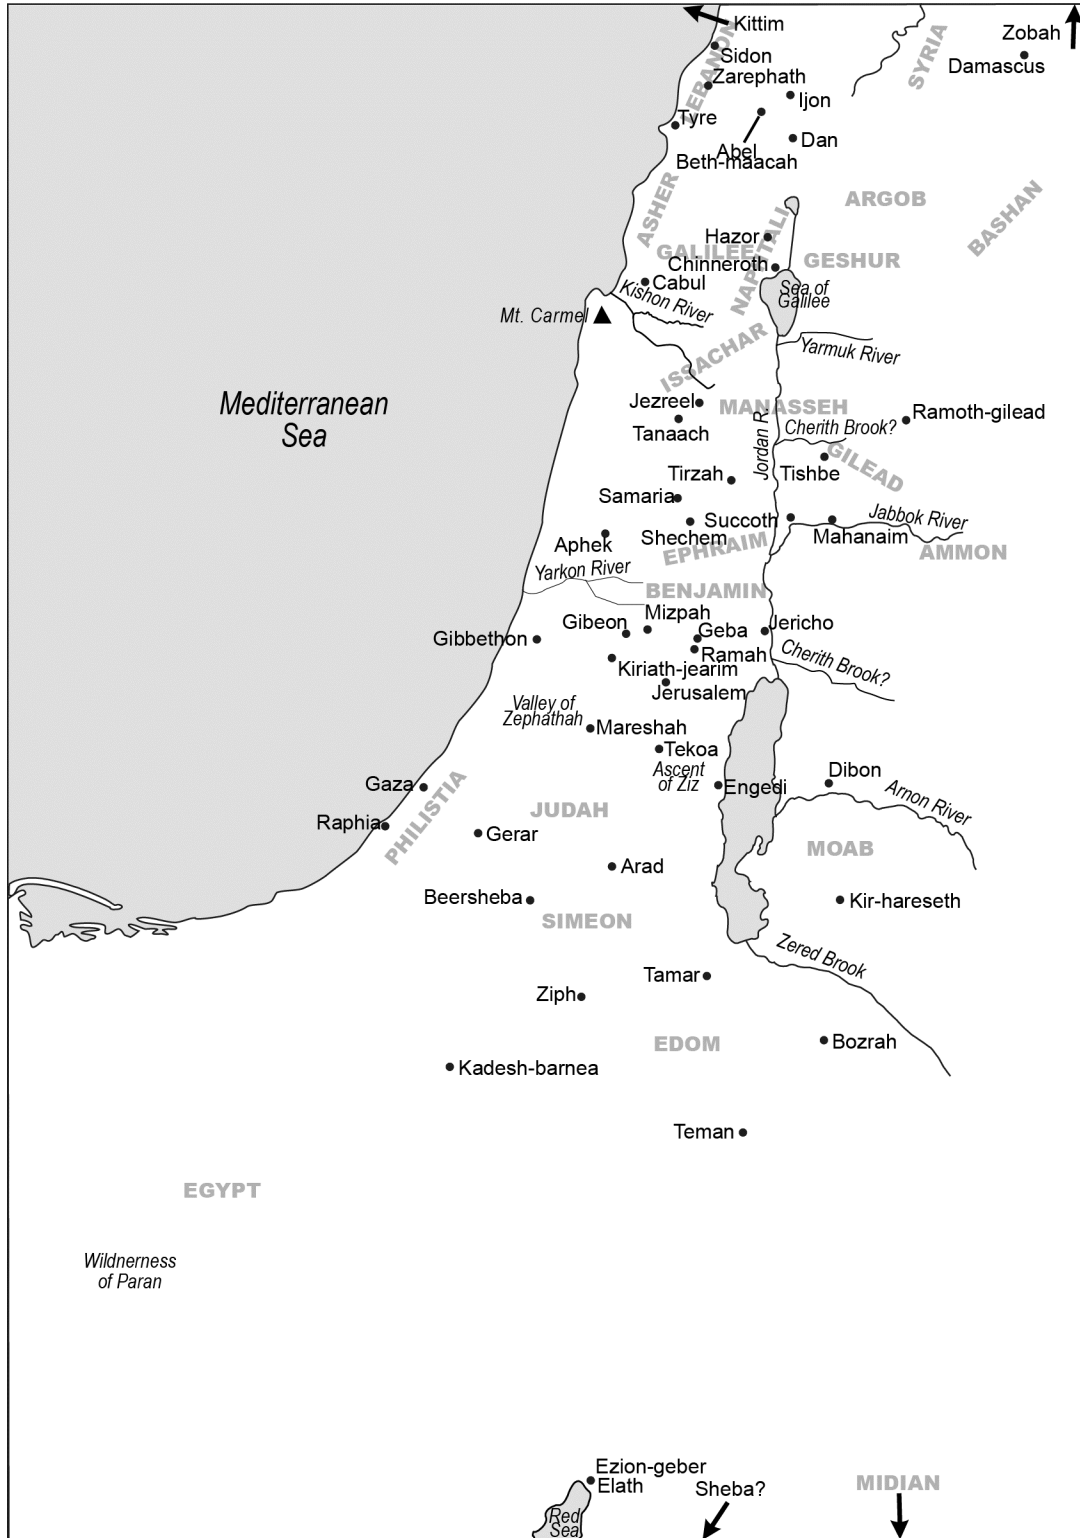 Kittim
Zobah
Sidon
LEBANON
SYRIA
Damascus
Zarephath
Ijon
Tyre
Dan
Abel
Beth-maacah
ASHER
ARGOB
BASHAN
Hazor
NAPHTALI
GALILEE
Chinneroth
GESHUR
Cabul
Sea of
Galilee
Kishon River
Mt. Carmel
ISSACHAR
Yarmuk River
Mediterranean
Sea
Jezreel
MANASSEH
Ramoth-gilead
Tanaach
Jordan R.
Cherith Brook?
GILEAD
Tirzah
Tishbe
Samaria
Succoth
Jabbok River
Shechem
Mahanaim
Aphek
EPHRAIM
AMMON
Yarkon River
BENJAMIN
Mizpah
Gibeon
Geba
Jericho
Gibbethon
Ramah
Cherith Brook?
Kiriath-jearim
Jerusalem
Valley of
Zephathah
Mareshah
Tekoa
Ascent
of Ziz
Dibon
Gaza
Engedi
Arnon River
PHILISTIA
JUDAH
Raphia
Gerar
MOAB
Arad
Beersheba
Kir-hareseth
SIMEON
Zered Brook
Tamar
Ziph
EDOM
Bozrah
Kadesh-barnea
Teman
EGYPT
Wildnerness
of Paran
Ezion-geber
Elath
Sheba?
MIDIAN
Red
Sea